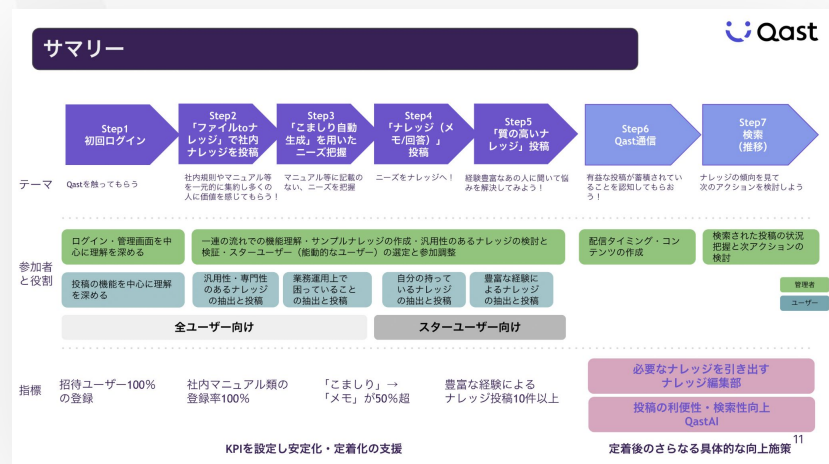 サマリー
Qast
Step1
初回ログイン
Step2
「ファイルtoナ
レッジ」で社内
ナレッジを投稿
Step3
「こましり自動
生成」を用いた
ニーズ把握
Step4
「ナレッジ（メ
モ/回答）」
投稿
Step5
「質の高いナ
レッジ」投稿
Step6
Qast通信
Step7
検索
（推移）
テーマ
Qastを触ってもらう
社内規則やマニュアル等
を一元的に集約し多くの
人に価値を感じてもらう！
マニュアル等に記載の
ない、ニーズを把握
ニーズをナレッジへ！
経験豊富なあの人に聞いて悩
みを解決してみよう！
有益な投稿が蓄積されてい
ることを認知してもらお
う！
ナレッジの傾向を見て
次のアクションを検討しよう
参加者
と役割
ログイン・管理画面を中
心に理解を深める
一連の流れでの機能理解・サンプルナレッジの作成・汎用性のあるナレッジの検討と
検証・スターユーザー（能動的なユーザー）の選定と参加調整
配信タイミング・コン
テンツの作成
検索された投稿の状況
把握と次アクションの
検討
投稿の機能を中心に理解
を深める
汎用性・専門性
のあるナレッジ
の抽出と投稿
業務運用上で
困っていること
の抽出と投稿
自分の持って
いるナレッジ
の抽出と投稿
豊富な経験に
よるナレッジ
の抽出と投稿
管理者
ユーザー
全ユーザー向け
スターユーザー向け
指標
招待ユーザー100%
の登録
社内マニュアル類の
登録率100%
「こましり」→
「メモ」が50%超
豊富な経験による
ナレッジ投稿10件以上
必要なナレッジを引き出す
ナレッジ編集部
投稿の利便性・検索性向上
QastAI
KPIを設定し安定化・定着化の支援
定着後のさらなる具体的な向上施策
11